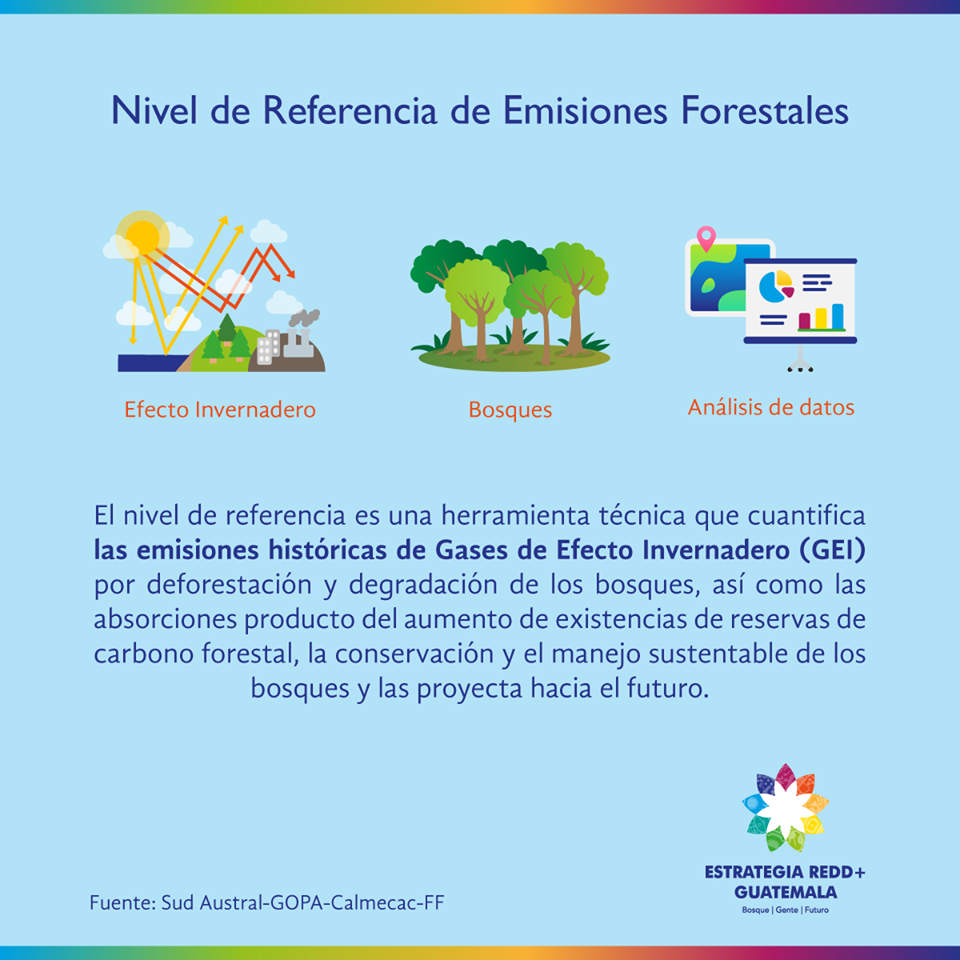 Nivel de Referencia de Emisiones Forestales
Efecto Invernadero
Bosques
Análisis de datos
El nivel de referencia es una herramienta técnica que cuantifica
las emisiones históricas de Gases de Efecto Invernadero (GEI)
por deforestación y degradación de los bosques, así como las
absorciones producto del aumento de existencias de reservas de
carbono forestal, la conservación y el manejo sustentable de los
bosques y las proyecta hacia el futuro.
ESTRATEGIA REDD+
GUATEMALA
Bosque | Gente | Futuro
Fuente: Sud Austral-GOPA-Calmecac-FF